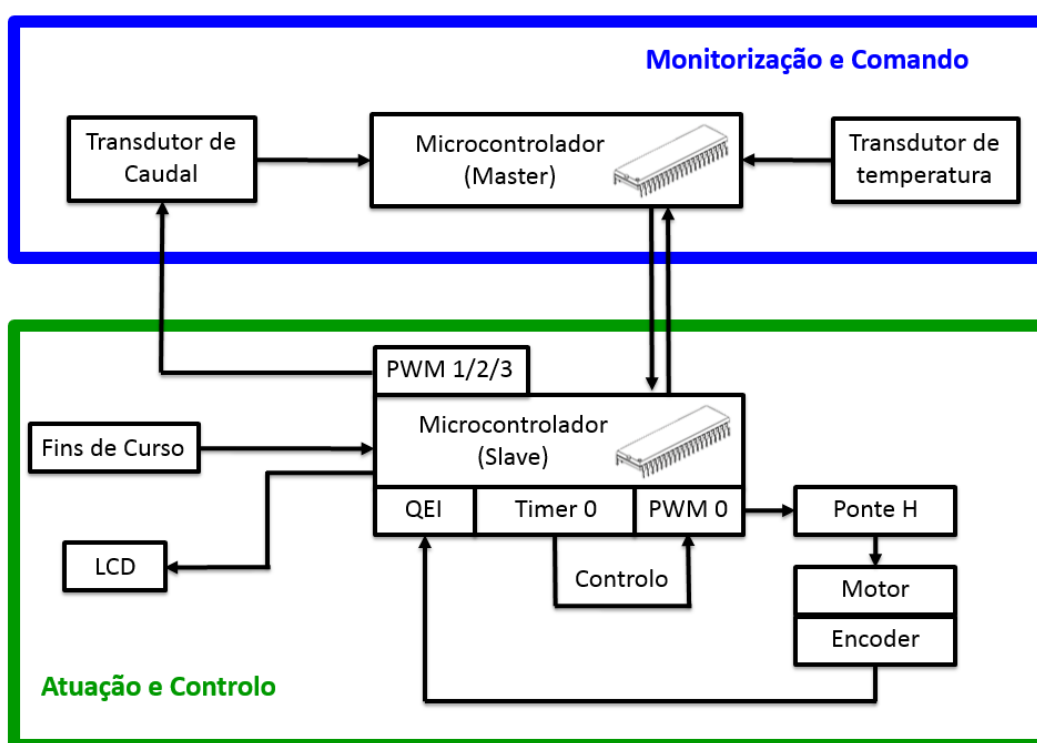 Monitorização e Comando
Transdutor de
Caudal
Microcontrolador
(Master)
Transdutor de
temperatura
PWM 1/2/3
Fins de Curso
Microcontrolador
(Slave)
QEI
Timer 0
PWM 0
Ponte H
LCD
Controlo
Motor
Encoder
Atuação e Controlo